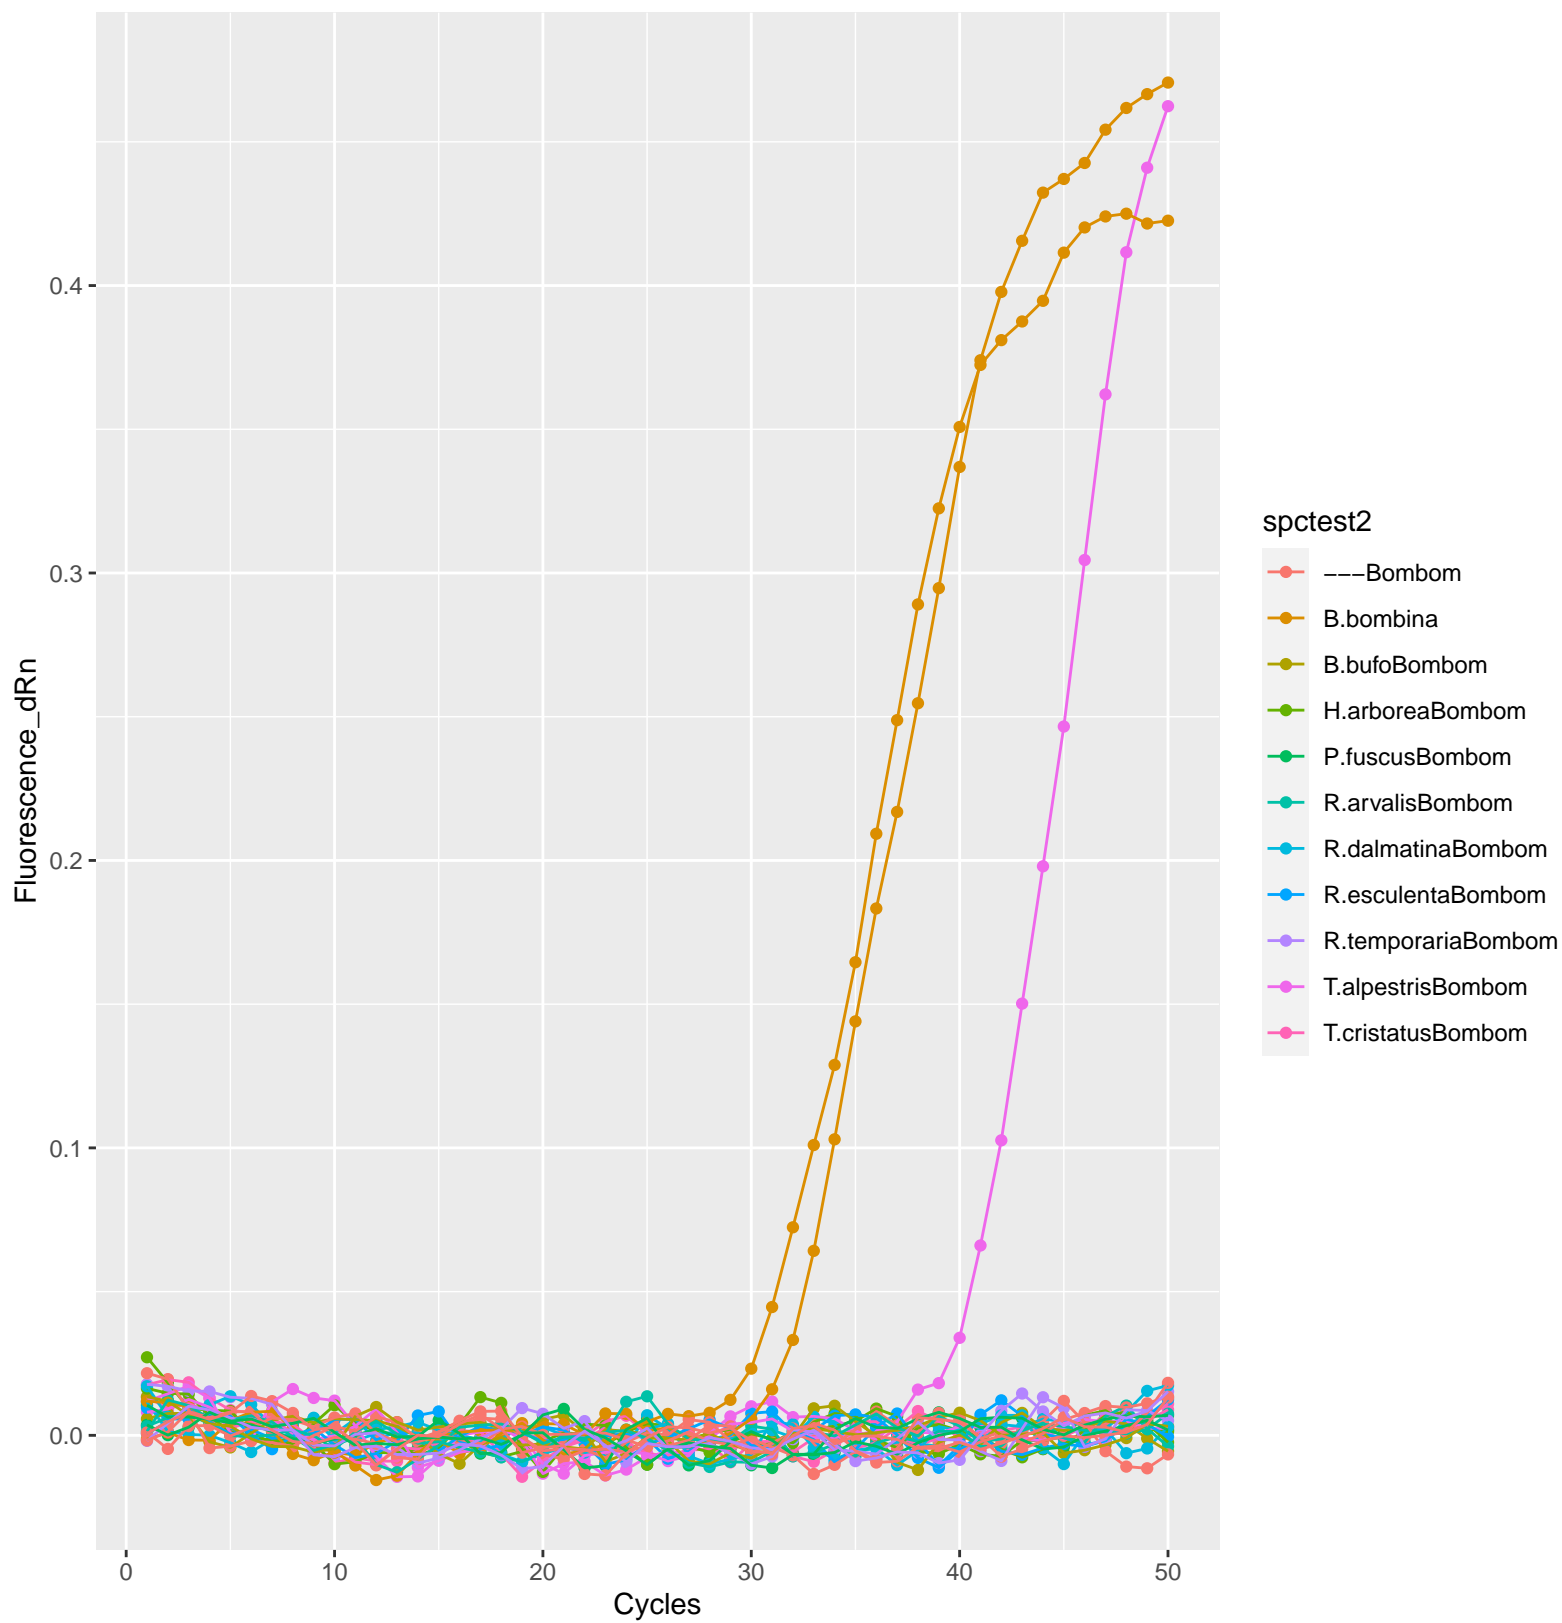 Fluorescence_dRn
0.4
0.3
0.2
0.1
0.0
0 10 20 30 40 50
Cycles
spctest2
---Bombom
B.bombina
B.bufoBombom
H.arboreaBombom
P.fuscusBombom
R.arvalisBombom
R.dalmatinaBombom
R.esculentaBombom
R.temporariaBombom
T.alpestrisBombom
T.cristatusBombom